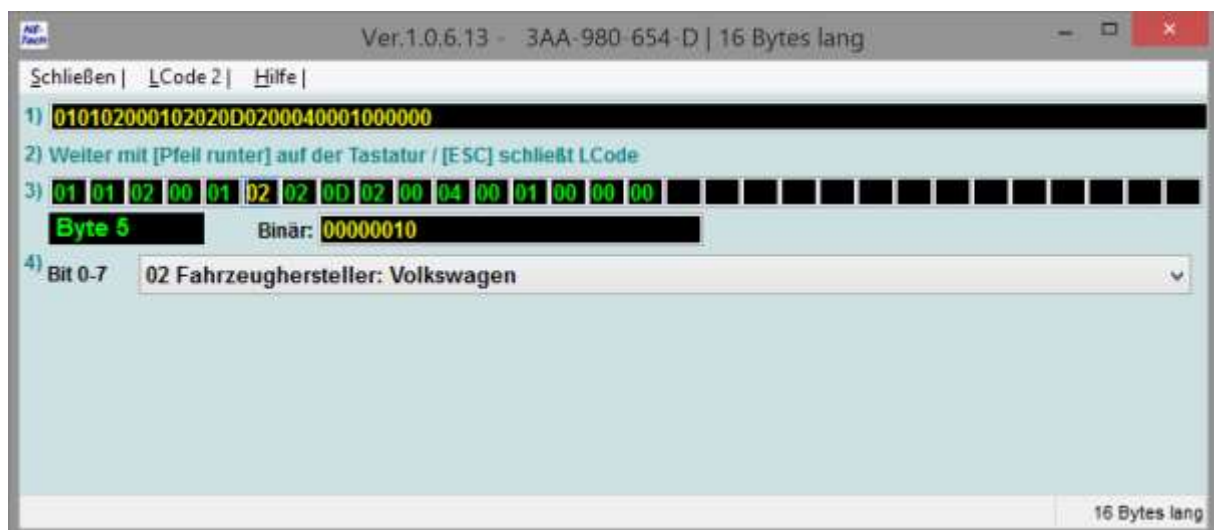 NE-Tech Ver.1.0.6.13 - 3AA-980-654-D | 16 Bytes lang
Schließen | LCode 2 | Hilfe |
1) 010102000102020D0200040001000000
2) Weiter mit [Pfeil runter] auf der Tastatur / [ESC] schließt LCode
3) 01 01 02 00 01 02 02 0D 02 00 04 00 01 00 00 00
Byte 5 Binär: 00000010
4) Bit 0-7 02 Fahrzeughersteller: Volkswagen
16 Bytes lang